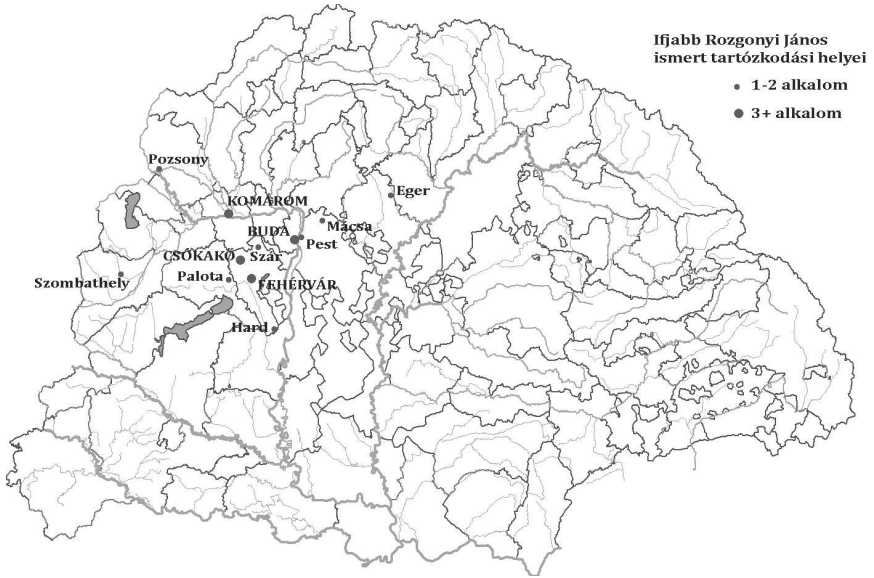 Ifjabb Rozgonyi János
ismert tartózkodási helyei
1-2 alkalom
3+ alkalom
Pozsony
KOMÁROM
Eger
Mácsa
BUDA
Pest
CSÓKAKŐ
Szár
Szombathely
Palota
FEHÉRVÁR
Hard